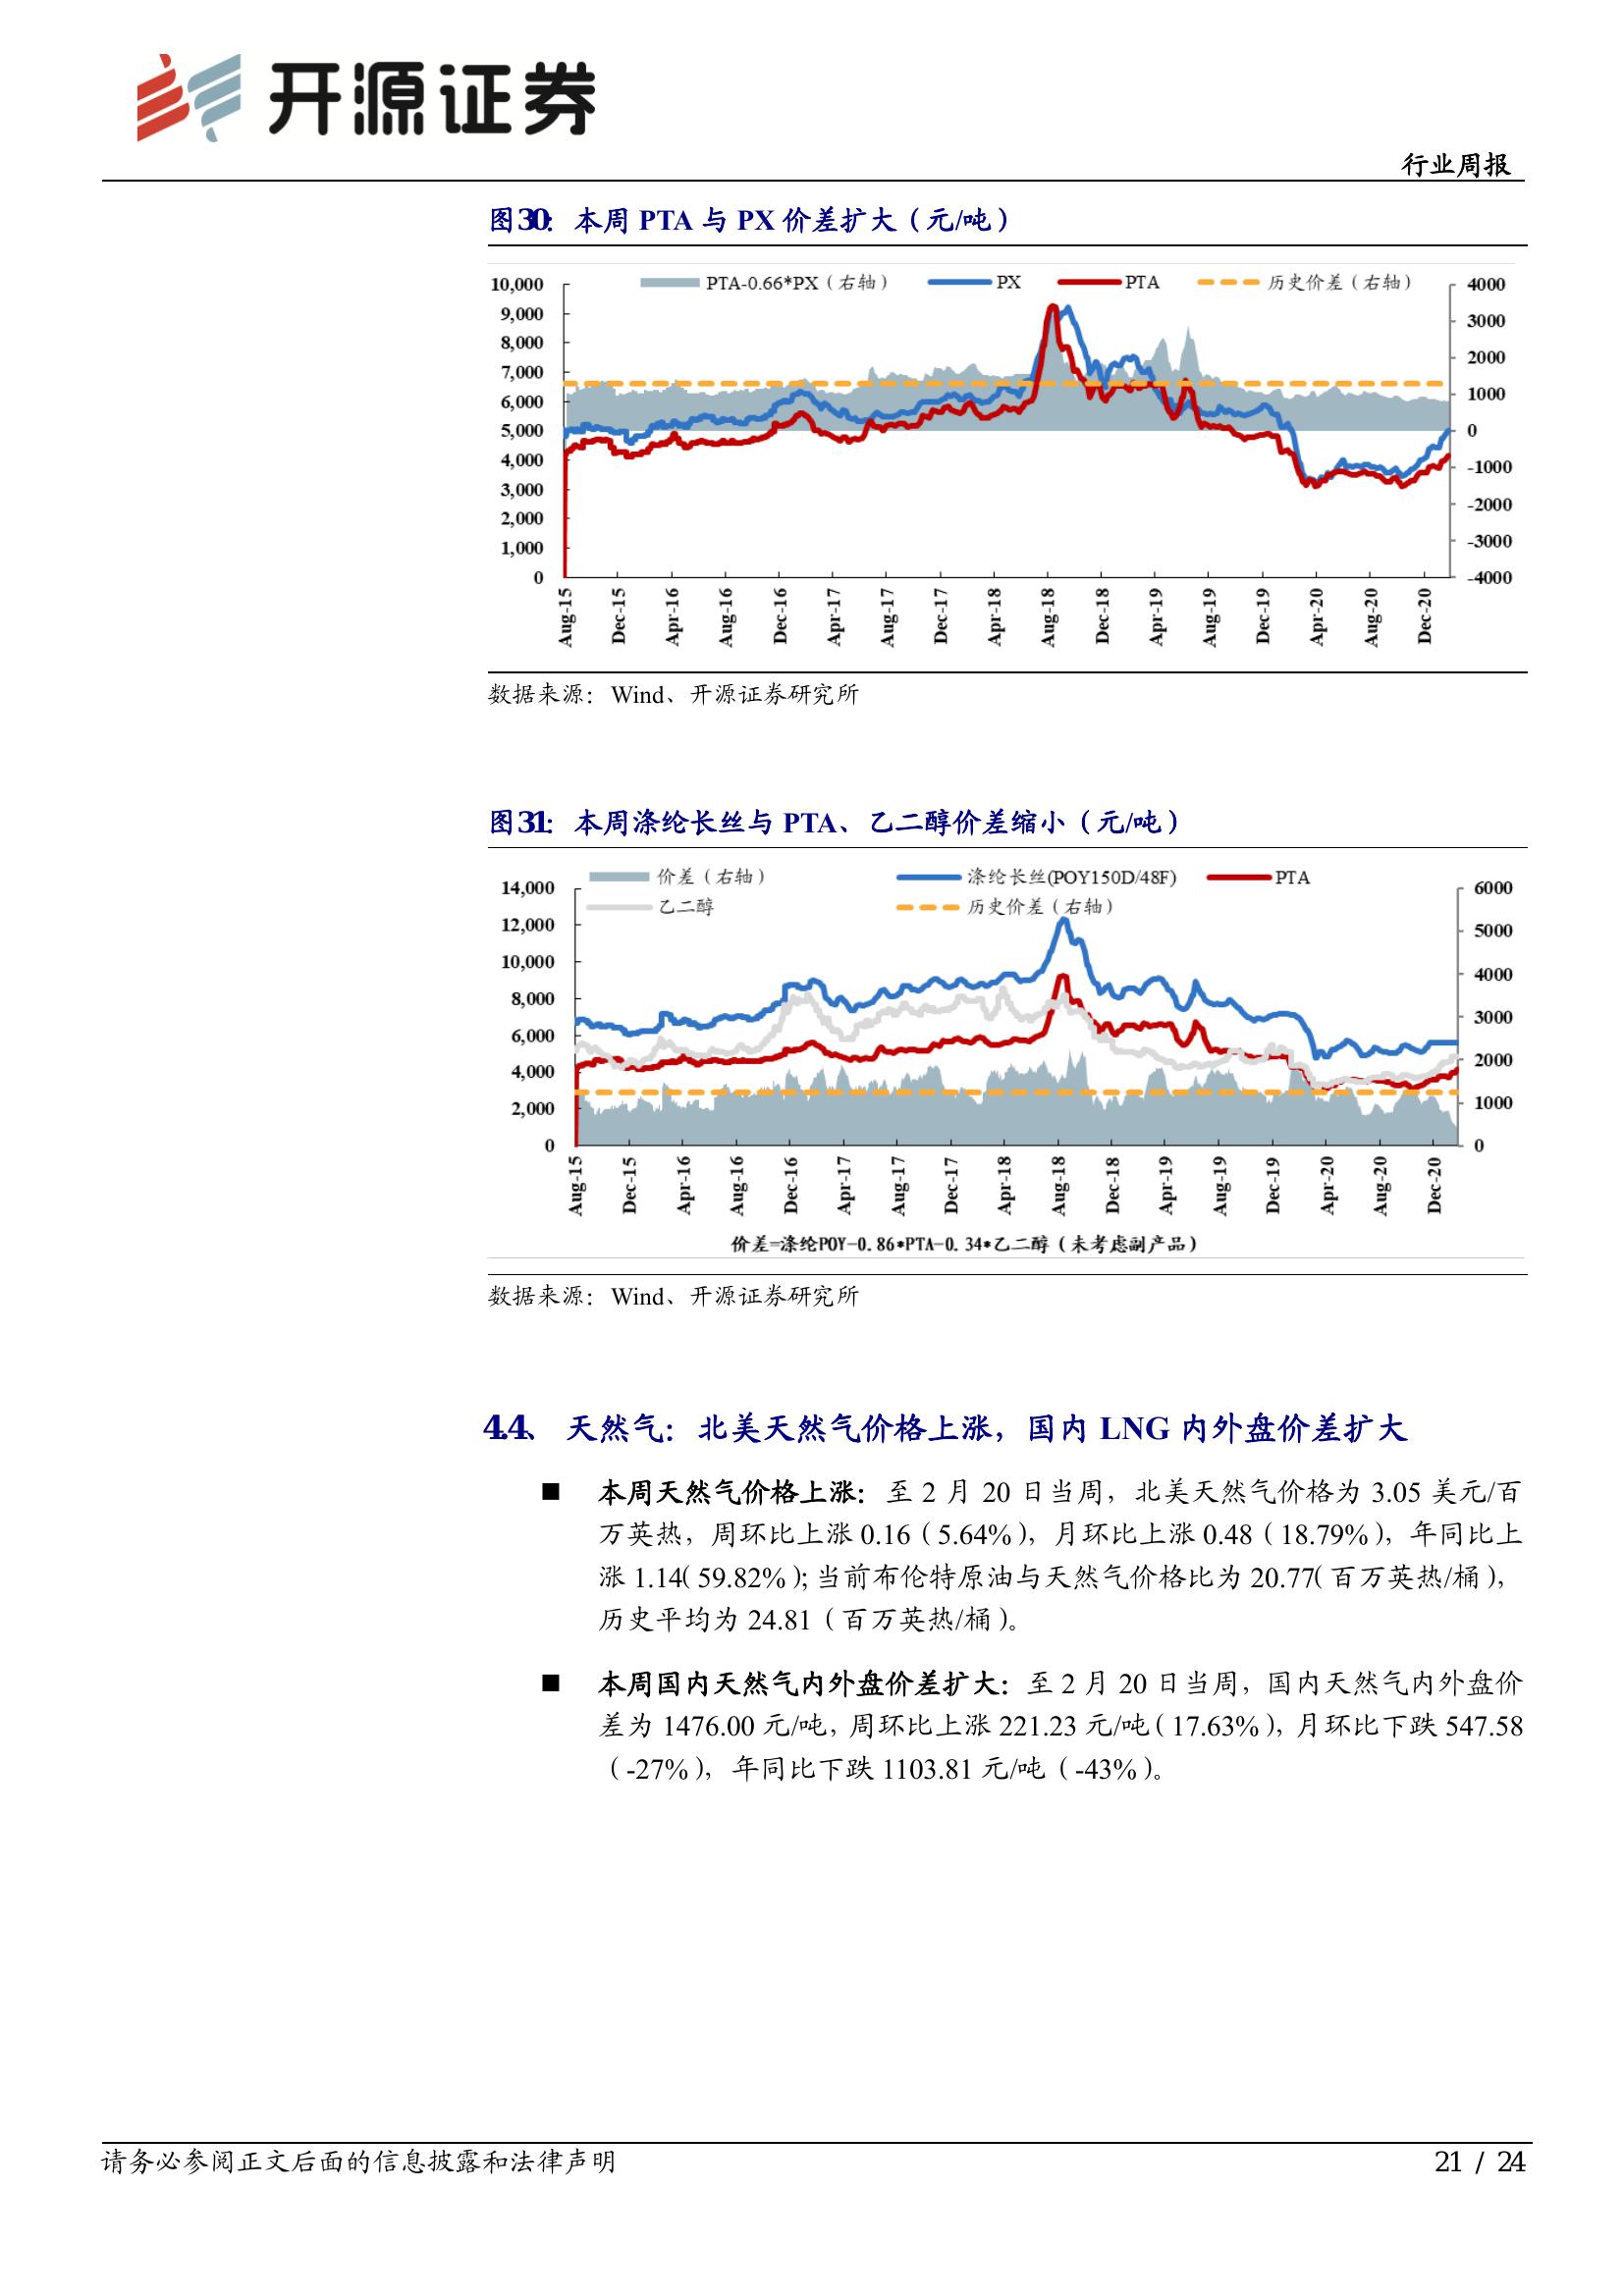 开源证券
行业周报
图30：本周 PTA 与 PX 价差扩大（元/吨）
PTA-0.66*PX（右轴） PX PTA 历史价差（右轴）
10,000
9,000
8,000
7,000
6,000
5,000
4,000
3,000
2,000
1,000
0
4000
3000
2000
1000
0
-1000
-2000
-3000
-4000
Aug-15 Dec-15 Apr-16 Aug-16 Dec-16 Apr-17 Aug-17 Dec-17 Apr-18 Aug-18 Dec-18 Apr-19 Aug-19 Dec-19 Apr-20 Aug-20 Dec-20
数据来源：Wind、开源证券研究所
图31：本周涤纶长丝与 PTA、乙二醇价差缩小（元/吨）
价差（右轴） 涤纶长丝(POY150D/48F) PTA
乙二醇 历史价差（右轴）
14,000
12,000
10,000
8,000
6,000
4,000
2,000
0
6000
5000
4000
3000
2000
1000
0
Aug-15 Dec-15 Apr-16 Aug-16 Dec-16 Apr-17 Aug-17 Dec-17 Apr-18 Aug-18 Dec-18 Apr-19 Aug-19 Dec-19 Apr-20 Aug-20 Dec-20
价差=涤纶POY-0.86*PTA-0.34*乙二醇（未考虑副产品）
数据来源：Wind、开源证券研究所
4.4、 天然气：北美天然气价格上涨，国内 LNG 内外盘价差扩大
■ 本周天然气价格上涨：至 2 月 20 日当周，北美天然气价格为 3.05 美元/百
万英热，周环比上涨 0.16（5.64%），月环比上涨 0.48（18.79%），年同比上
涨 1.14（59.82%）；当前布伦特原油与天然气价格比为 20.77（百万英热/桶），
历史平均为 24.81（百万英热/桶）。
■ 本周国内天然气内外盘价差扩大：至 2 月 20 日当周，国内天然气内外盘价
差为 1476.00 元/吨，周环比上涨 221.23 元/吨（17.63%），月环比下跌 547.58
（-27%），年同比下跌 1103.81 元/吨（-43%）。
请务必参阅正文后面的信息披露和法律声明
21 / 24